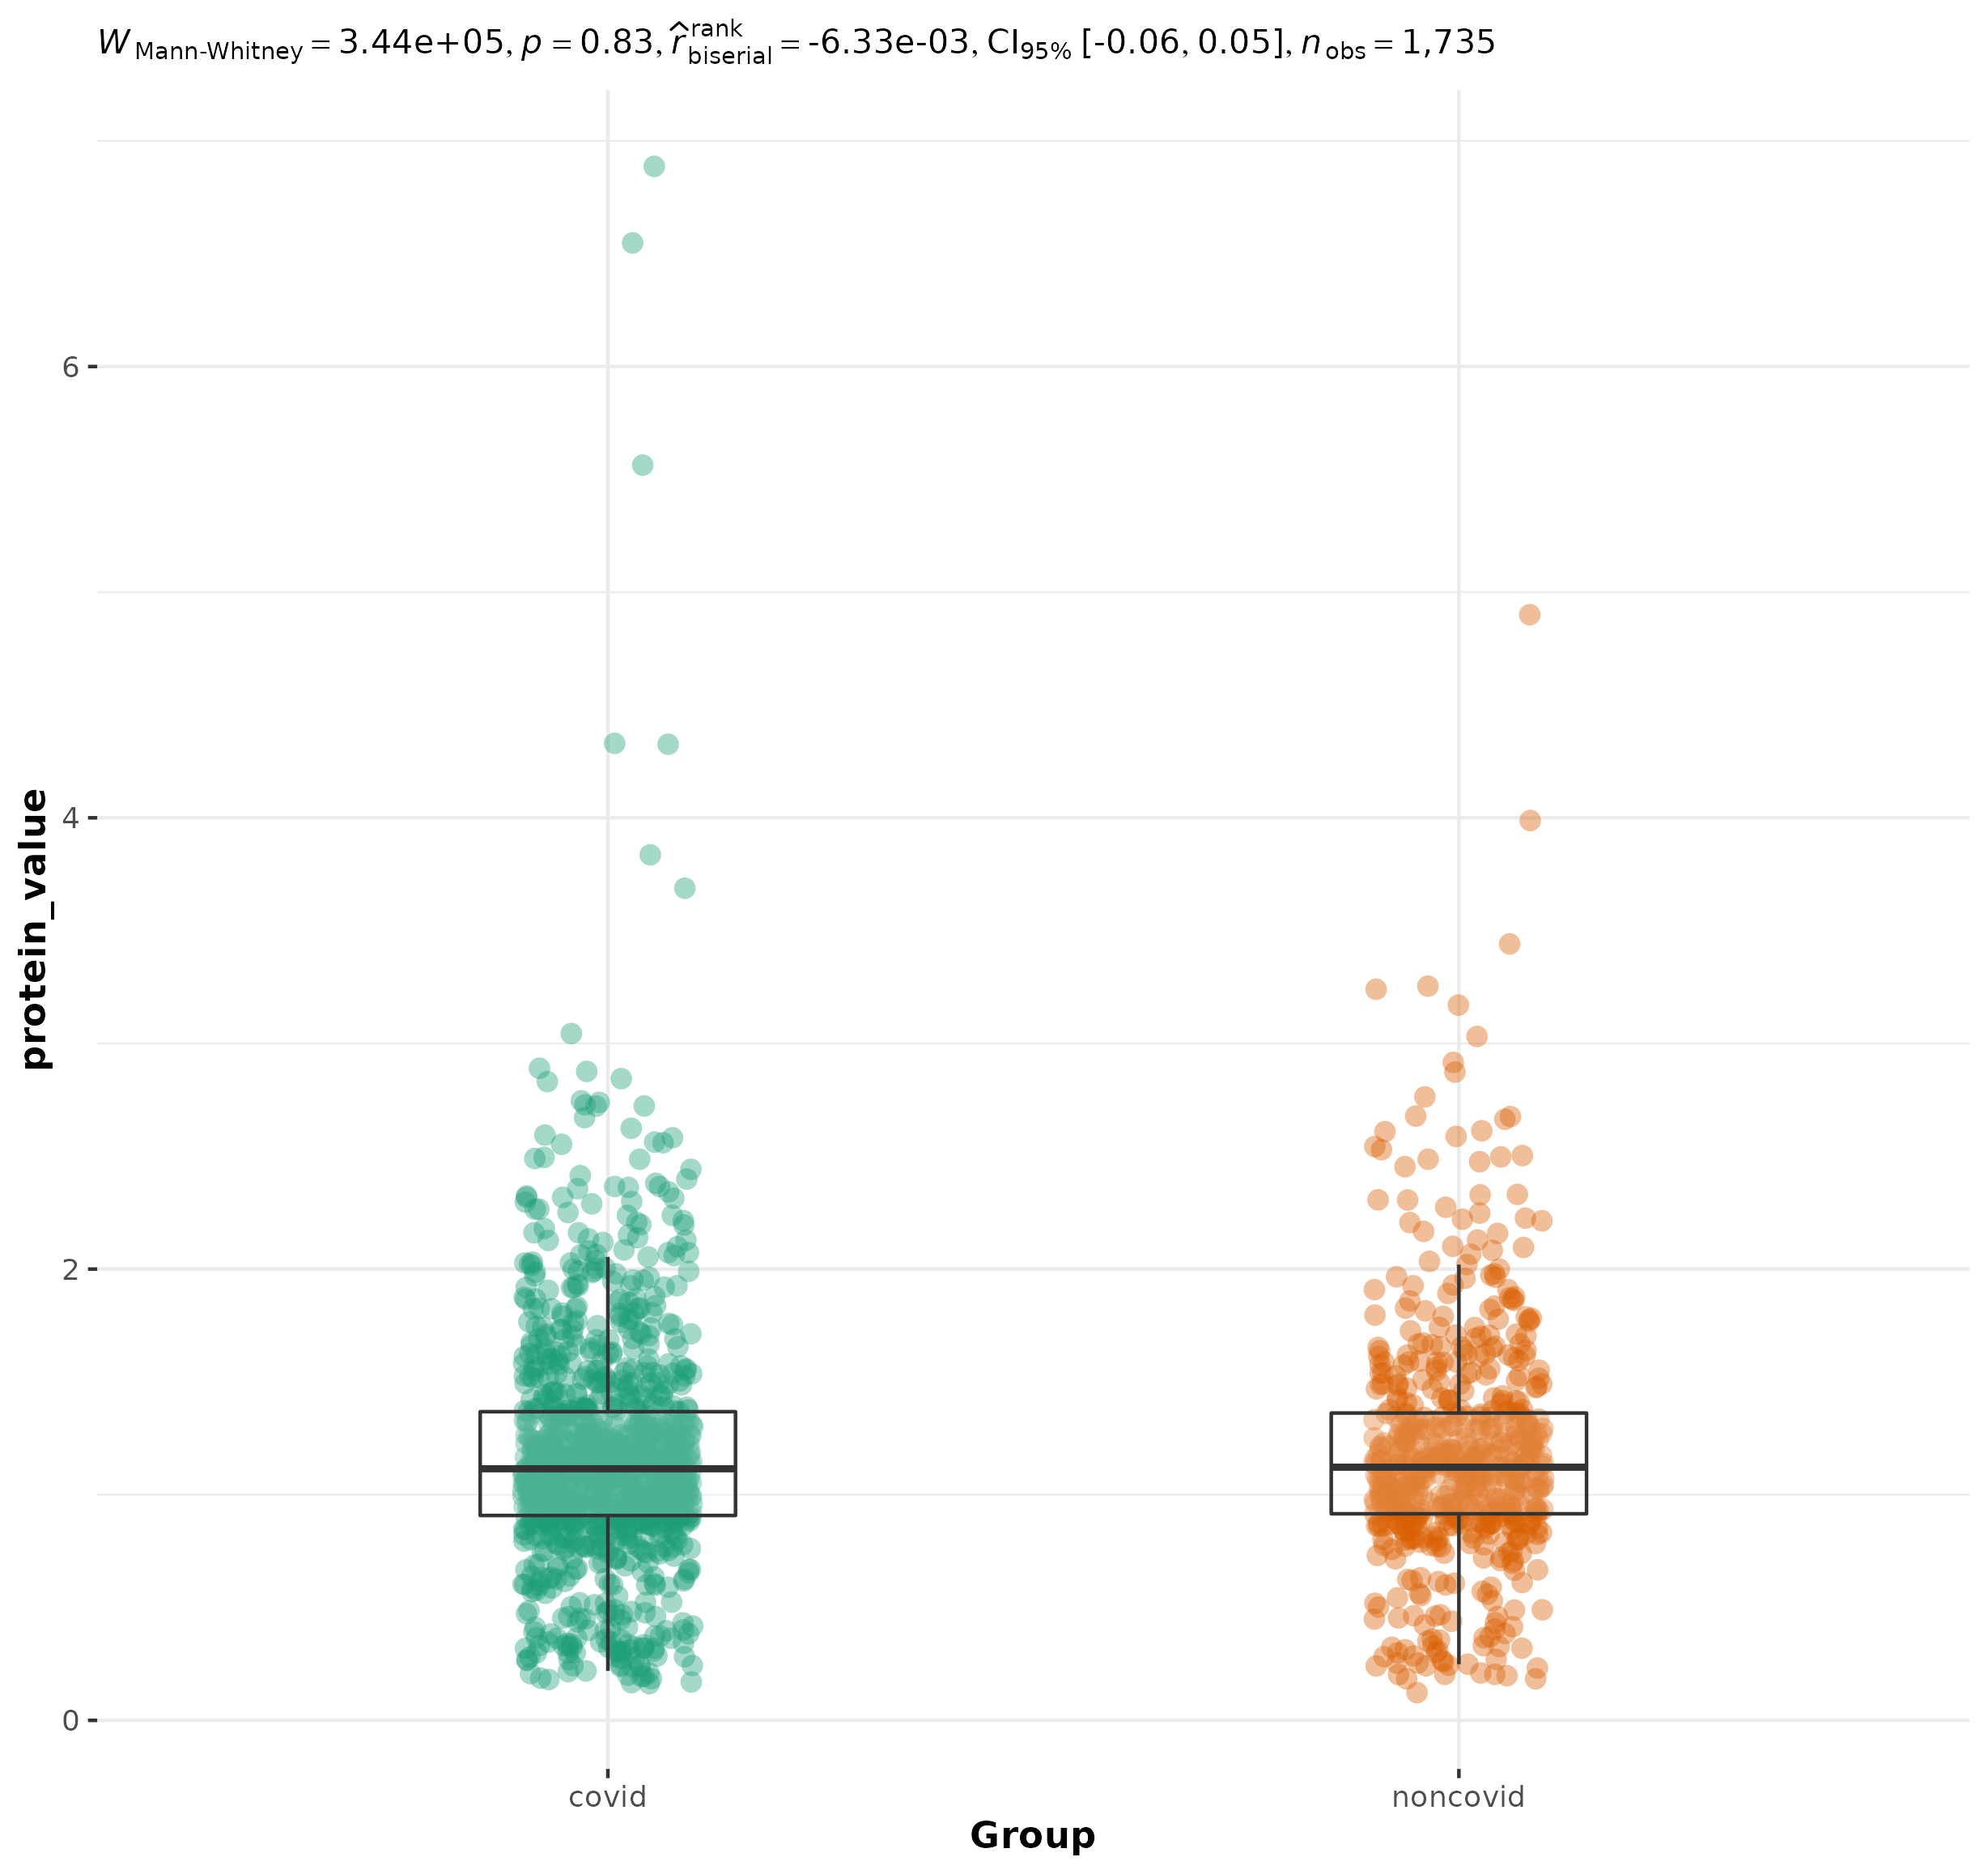 W Mann-Whitney = 3.44e+05, p = 0.83, r̂ rank biserial = -6.33e-03, CI95% [-0.06, 0.05], n obs = 1,735
6
4
2
0
protein_value
covid noncovid
Group